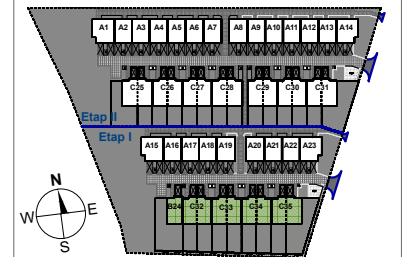 A1 A2 A3 A4 A5 A6 A7 A8 A9 A10 A11 A12 A13 A14
C25 C26 C27 C28 C29 C30 C31
Etap II
Etap I
A15 A16 A17 A18 A19 A20 A21 A22 A23
B24 C32 C33 C34 C35
N
W E
S